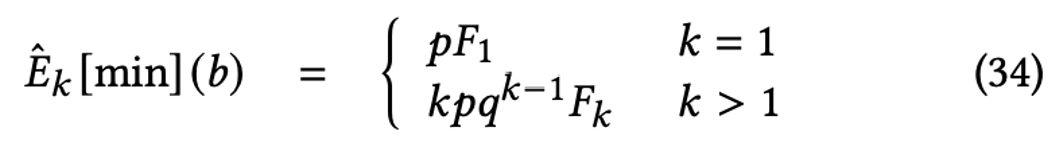 Ê_k[min](b) = { pF_1 k = 1
kpq^{k−1}F_k k > 1 (34)